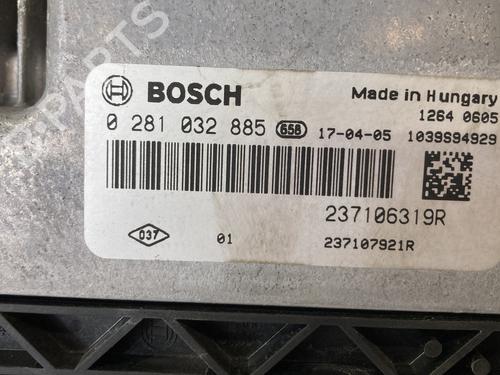 BOSCH
Made in Hungary
1264 0605
0 281 032 885 658 17-04-05 1039S94929
237106319R
037 01 237107921R
PARTS